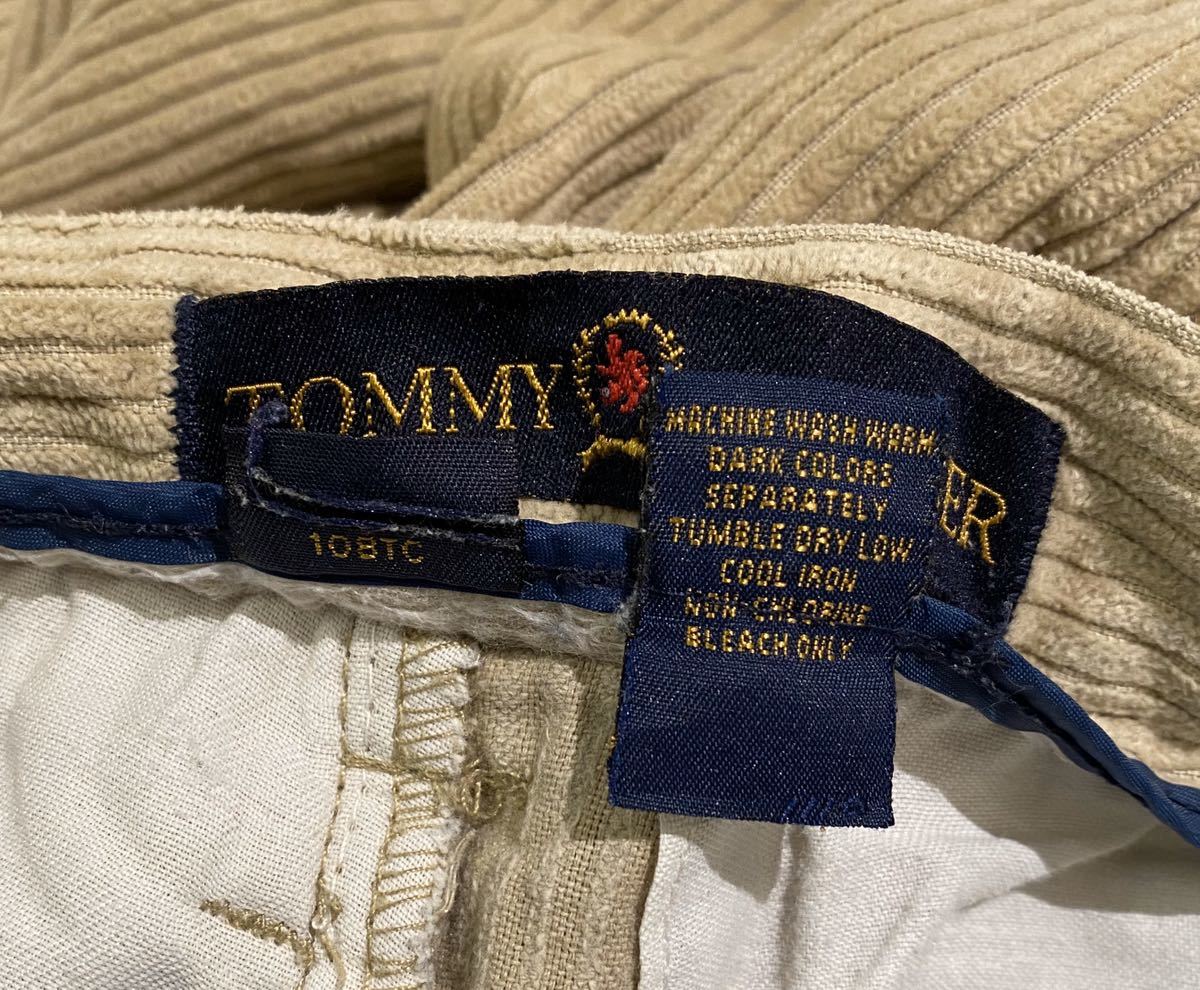 TOMMY
ER
108TC
MACHINE WASH WARM
DARK COLORS
SEPARATELY
TUMBLE DRY LOW
COOL IRON
NON-CHLORINE
BLEACH ONLY